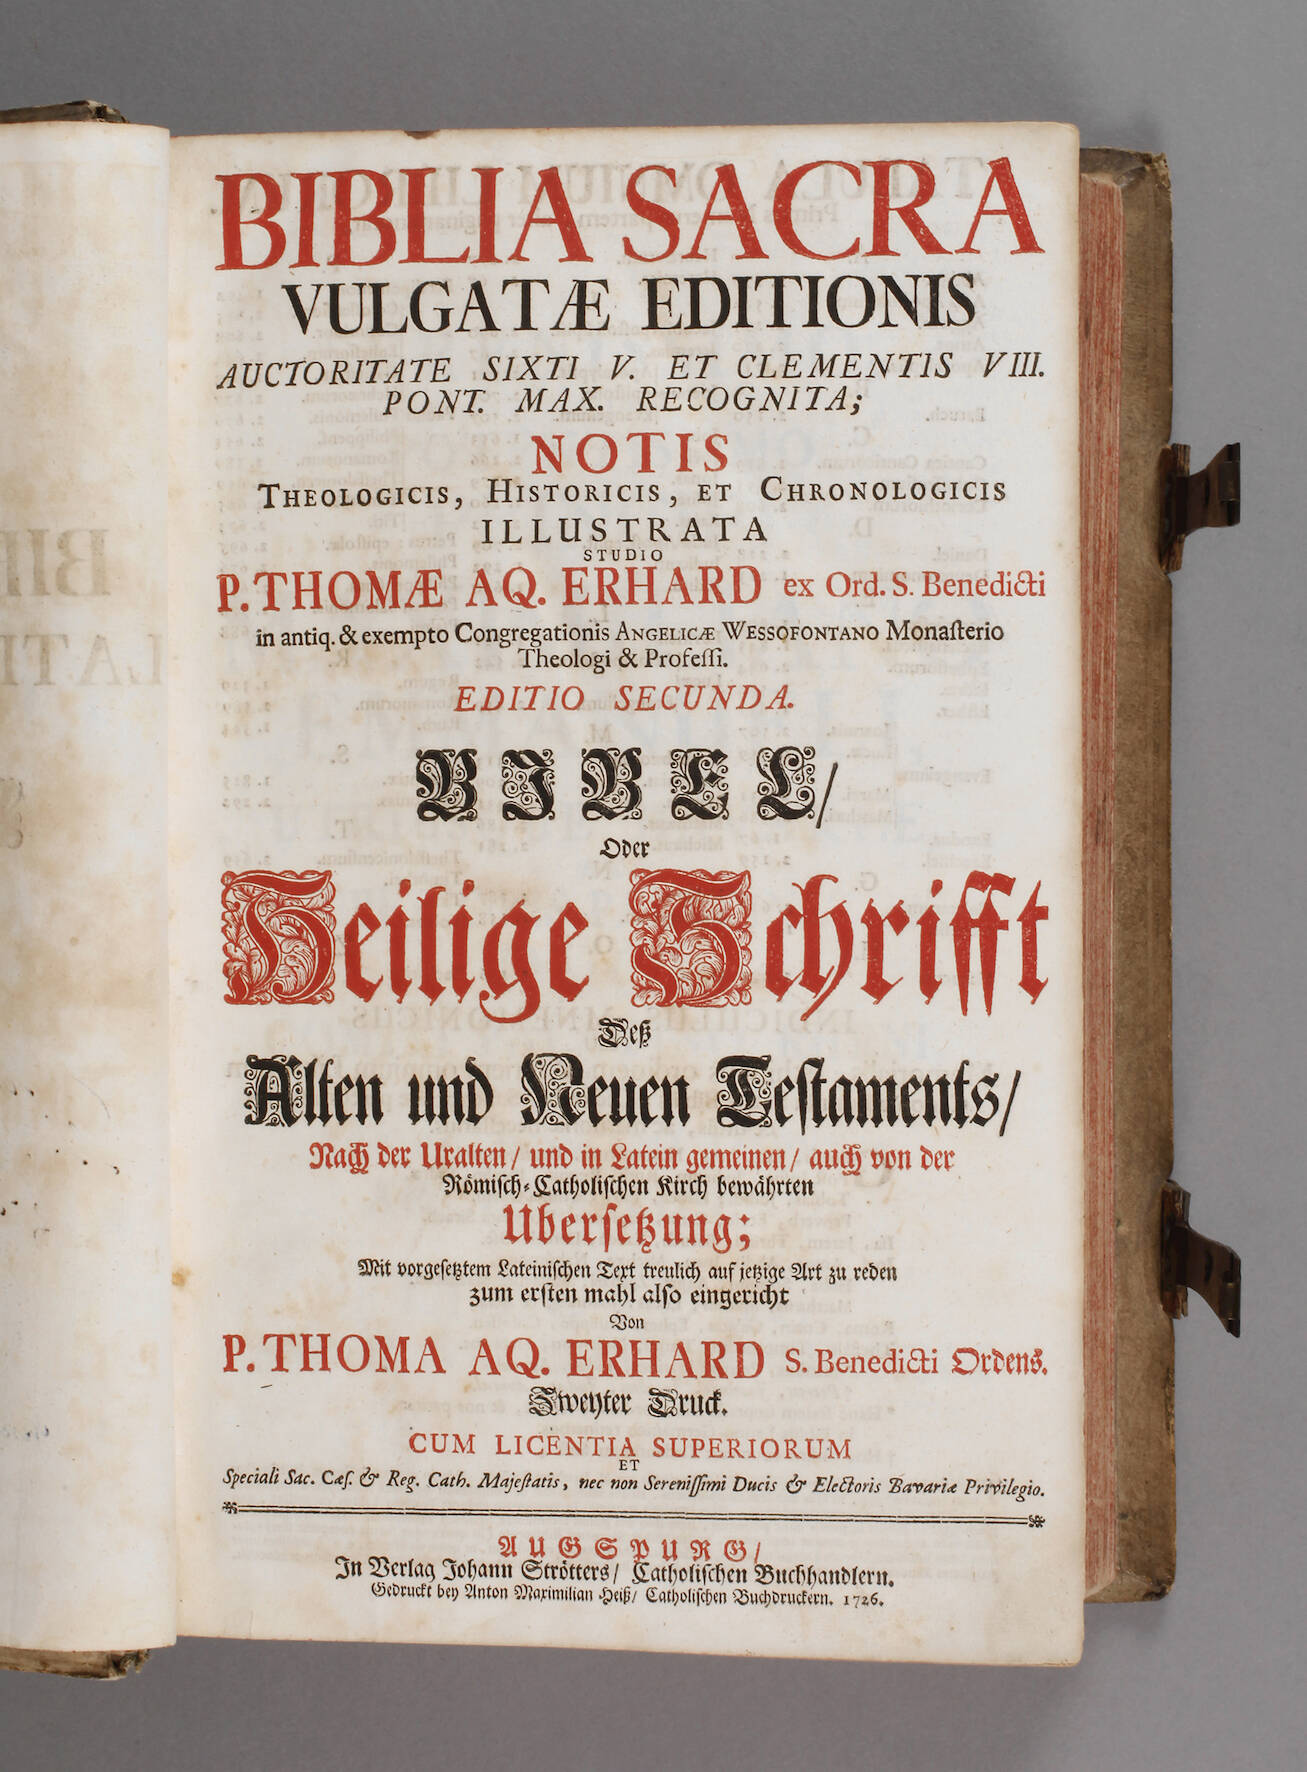 BIBLIA SACRA
VULGATÆ EDITIONIS
AUCTORITATE SIXTI V. ET CLEMENTIS VIII.
PONT. MAX. RECOGNITA;
NOTIS
THEOLOGICIS, HISTORICIS, ET CHRONOLOGICIS
ILLUSTRATA
STUDIO
P. THOMÆ AQ. ERHARD ex Ord. S. Benedicti
in antiq. & exempto Congregationis ANGELICÆ WESSOFONTANO Monaſterio
Theologi & Profeſſi.
EDITIO SECUNDA.
BIBEL/
Oder
Heilige Schrifft
Deß
Alten und Neuen Teſtaments/
Nach der Uralten/ und in Latein gemeinen/ auch von der
Römiſch-Catholiſchen Kirch bewährten
Uberſetzung;
Mit vorgeſetztem Lateiniſchen Text treulich auf jetzige Art zu reden
zum erſten mahl alſo eingericht
Von
P. THOMA AQ. ERHARD S. Benedicti Ordens.
Zweyter Druck.
CUM LICENTIA SUPERIORUM
ET
Speciali Sac. Cæſ. & Reg. Cath. Majeſtatis, nec non Sereniſſimi Ducis & Electoris Bavariæ Privilegio.
AUGSPURG/
In Verlag Johann Strötters/ Catholiſchen Buchhandlern.
Gedruckt bey Anton Maximilian Heiß/ Catholiſchen Buchdruckern. 1726.